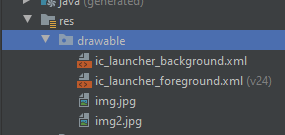 java (generated)
res
drawable
ic_launcher_background.xml
ic_launcher_foreground.xml (v24)
img.jpg
img2.jpg